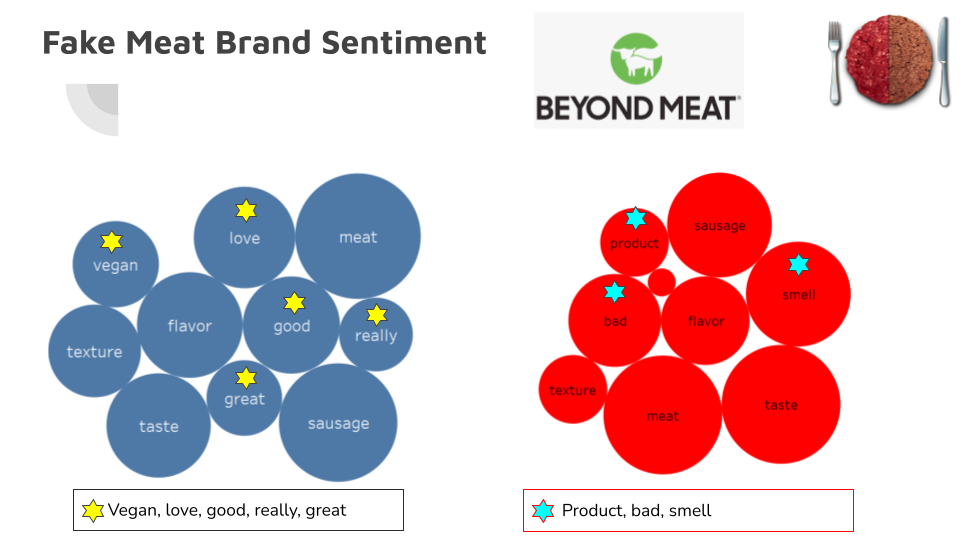 Fake Meat Brand Sentiment
BEYOND MEAT
love
meat
vegan
flavor
good
really
texture
great
taste
sausage
Vegan, love, good, really, great
sausage
product
smell
bad
flavor
texture
meat
taste
Product, bad, smell